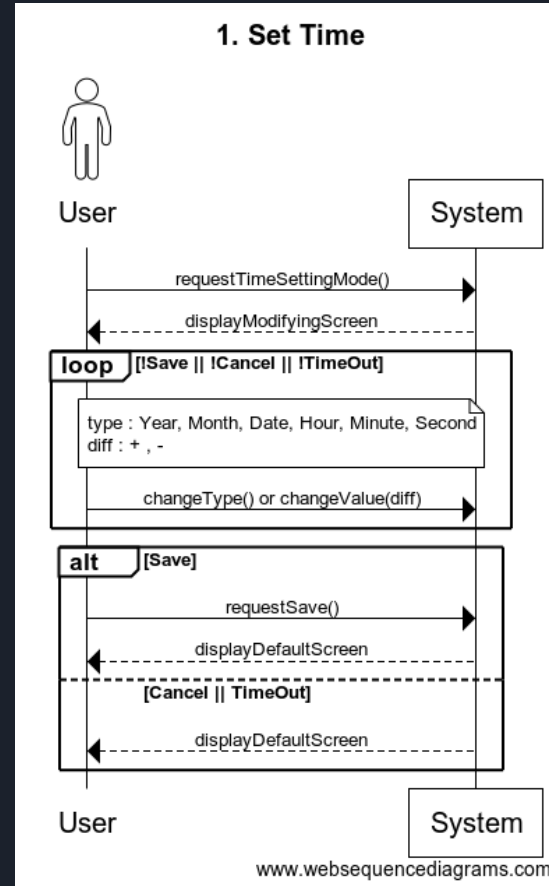 1. Set Time
User
System
requestTimeSettingMode()
displayModifyingScreen
loop [!Save || !Cancel || !TimeOut]
type : Year, Month, Date, Hour, Minute, Second
diff : + , -
changeType() or changeValue(diff)
alt [Save]
requestSave()
displayDefaultScreen
[Cancel || TimeOut]
displayDefaultScreen
User
System
www.websequencediagrams.com